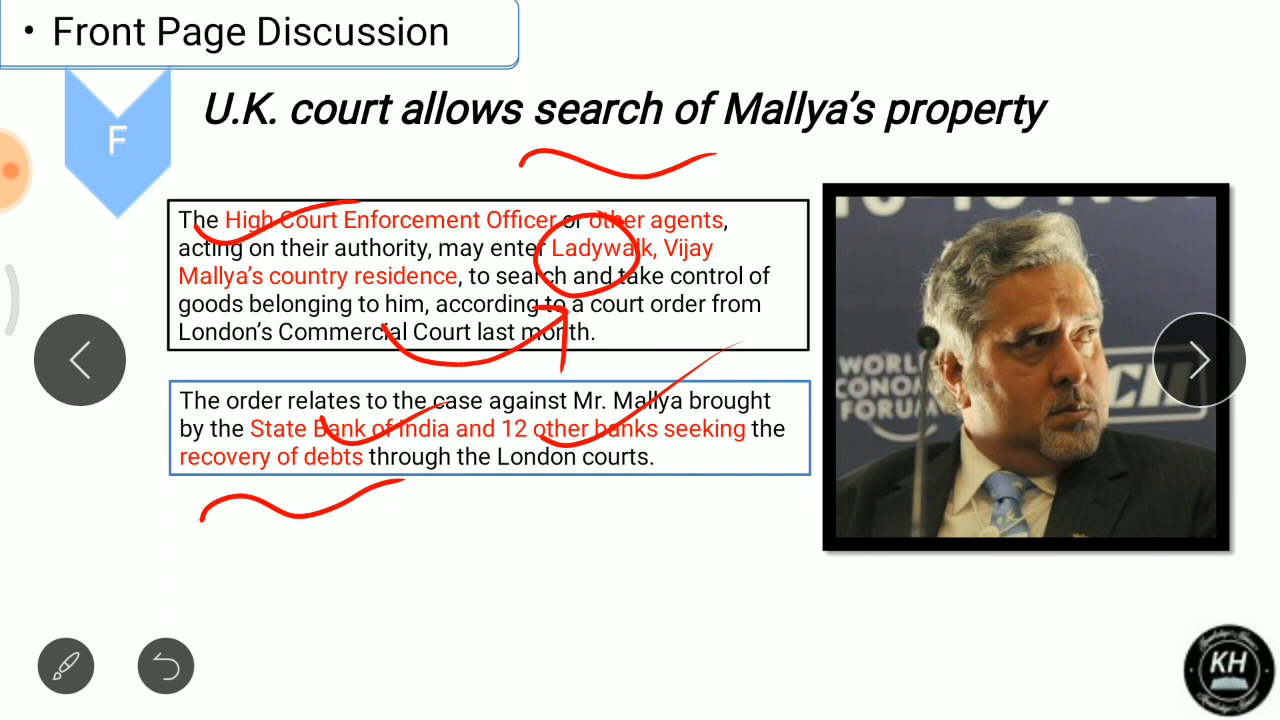 • Front Page Discussion
F
U.K. court allows search of Mallya's property
The High Court Enforcement Officer or other agents,
acting on their authority, may enter Ladywalk, Vijay
Mallya's country residence, to search and take control of
goods belonging to him, according to a court order from
London's Commercial Court last month.
The order relates to the case against Mr. Mallya brought
by the State Bank of India and 12 other banks seeking the
recovery of debts through the London courts.
WORLD
ECONOM
FORUM
KH